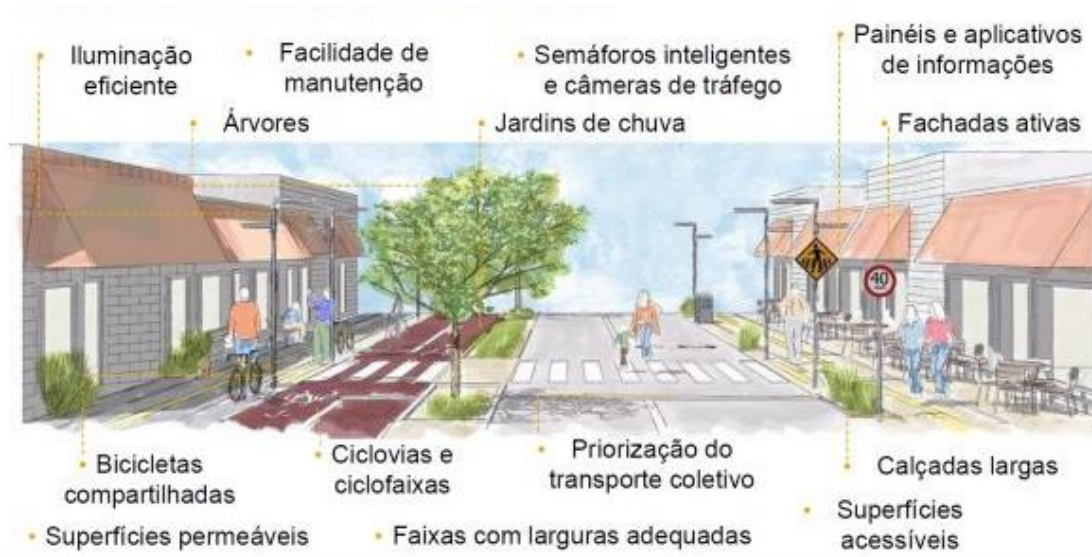 Iluminação
eficiente
Facilidade de
manutenção
Semáforos inteligentes
e câmeras de tráfego
Painéis e aplicativos
de informações
Árvores
Jardins de chuva
Fachadas ativas
40
Bicicletas
compartilhadas
Ciclovias e
ciclofaixas
Priorização do
transporte coletivo
Calçadas largas
Superfícies permeáveis
Faixas com larguras adequadas
Superfícies
acessíveis